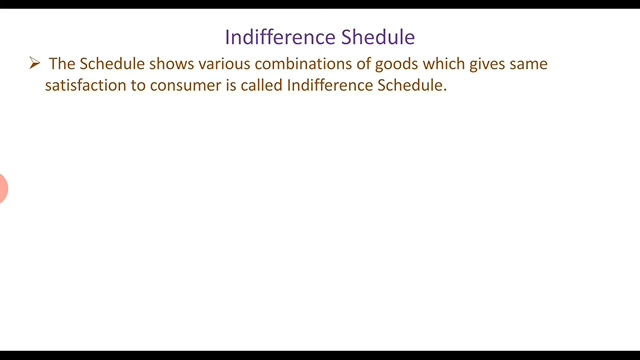 Indifference Shedule
➢ The Schedule shows various combinations of goods which gives same
satisfaction to consumer is called Indifference Schedule.